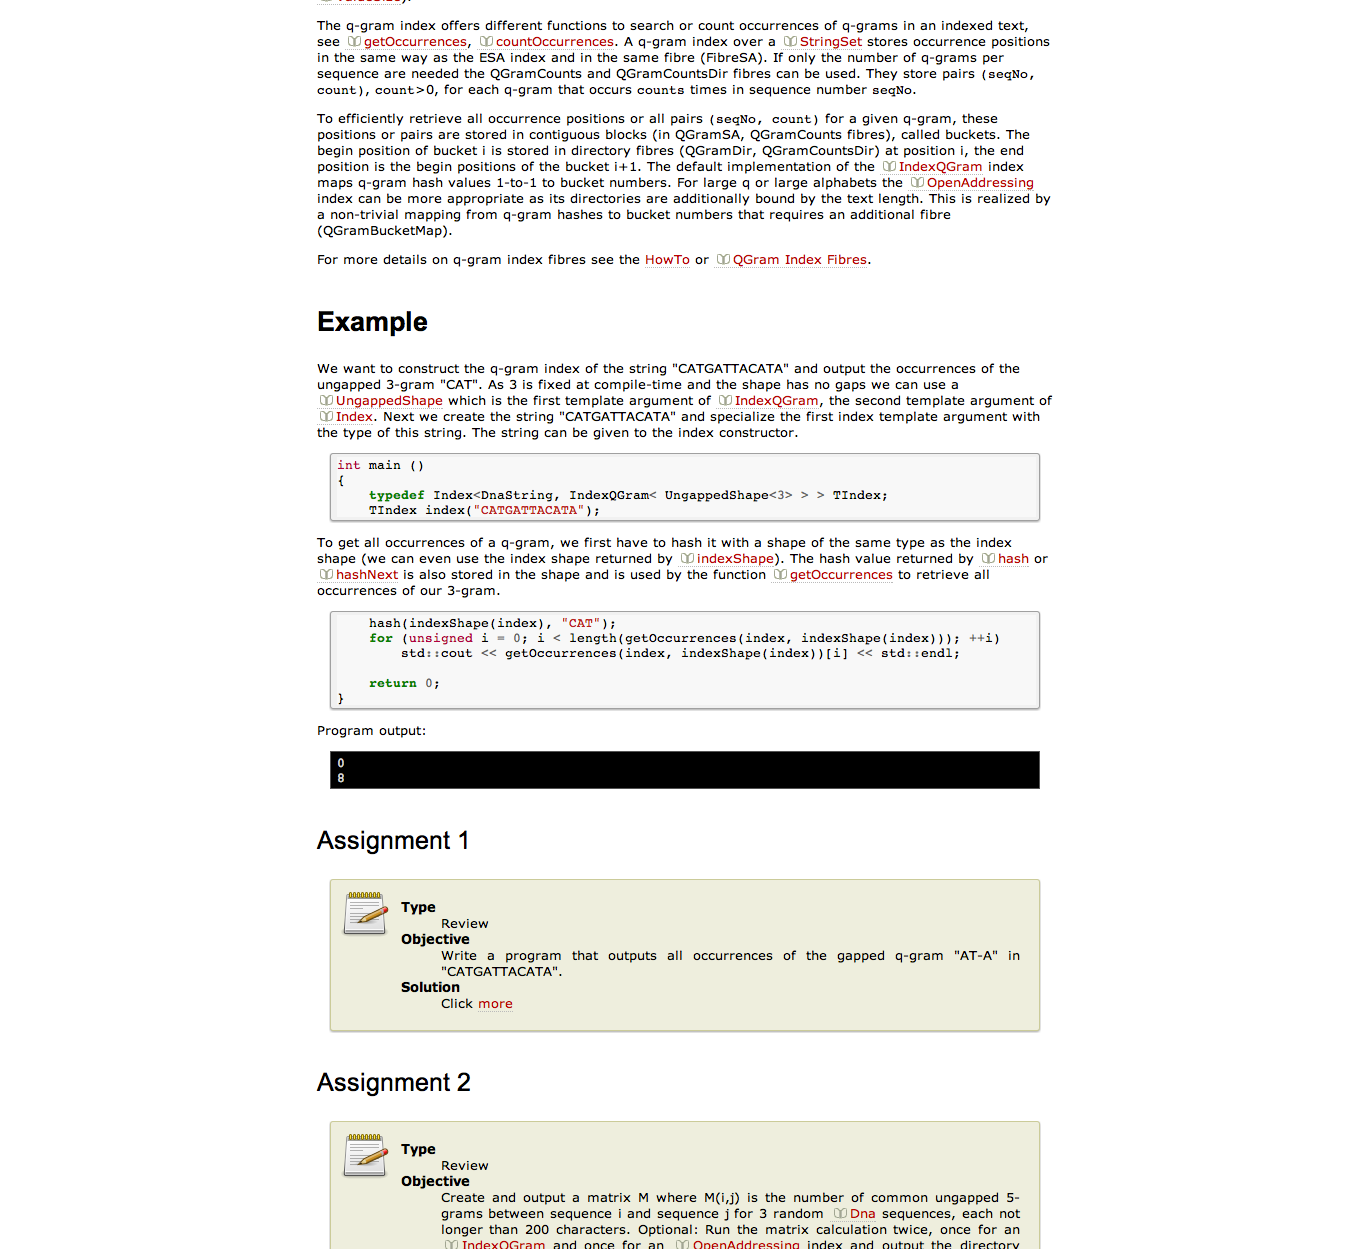 The q-gram index offers different functions to search or count occurrences of q-grams in an indexed text,
see getOccurrences, countOccurrences. A q-gram index over a StringSet stores occurrence positions
in the same way as the ESA index and in the same fibre (FibreSA). If only the number of q-grams per
sequence are needed the QGramCounts and QGramCountsDir fibres can be used. They store pairs (seqNo,
count), count>0, for each q-gram that occurs counts times in sequence number seqNo.
To efficiently retrieve all occurrence positions or all pairs (seqNo, count) for a given q-gram, these
positions or pairs are stored in contiguous blocks (in QGramSA, QGramCounts fibres), called buckets. The
begin position of bucket i is stored in directory fibres (QGramDir, QGramCountsDir) at position i, the end
position is the begin positions of the bucket i+1. The default implementation of the IndexQGram index
maps q-gram hash values 1-to-1 to bucket numbers. For large q or large alphabets the OpenAddressing
index can be more appropriate as its directories are additionally bound by the text length. This is realized by
a non-trivial mapping from q-gram hashes to bucket numbers that requires an additional fibre
(QGramBucketMap).
For more details on q-gram index fibres see the HowTo or QGram Index Fibres.
Example
We want to construct the q-gram index of the string "CATGATTACATA" and output the occurrences of the
ungapped 3-gram "CAT". As 3 is fixed at compile-time and the shape has no gaps we can use a
UngappedShape which is the first template argument of IndexQGram, the second template argument of
Index. Next we create the string "CATGATTACATA" and specialize the first index template argument with
the type of this string. The string can be given to the index constructor.
int main ()
{
typedef Index<DnaString, IndexQGram< UngappedShape<3> > > TIndex;
TIndex index("CATGATTACATA");
To get all occurrences of a q-gram, we first have to hash it with a shape of the same type as the index
shape (we can even use the index shape returned by indexShape). The hash value returned by hash or
hashNext is also stored in the shape and is used by the function getOccurrences to retrieve all
occurrences of our 3-gram.
hash(indexShape(index), "CAT");
for (unsigned i = 0; i < length(getOccurrences(index, indexShape(index))); ++i)
std::cout << getOccurrences(index, indexShape(index))[i] << std::endl;
return 0;
}
Program output:
0
8
Assignment 1
Type
Review
Objective
Write a program that outputs all occurrences of the gapped q-gram "AT-A" in
"CATGATTACATA".
Solution
Click more
Assignment 2
Type
Review
Objective
Create and output a matrix M where M(i,j) is the number of common ungapped 5-
grams between sequence i and sequence j for 3 random Dna sequences, each not
longer than 200 characters. Optional: Run the matrix calculation twice, once for an
IndexQGram and once for an OpenAddressing index and output the directory